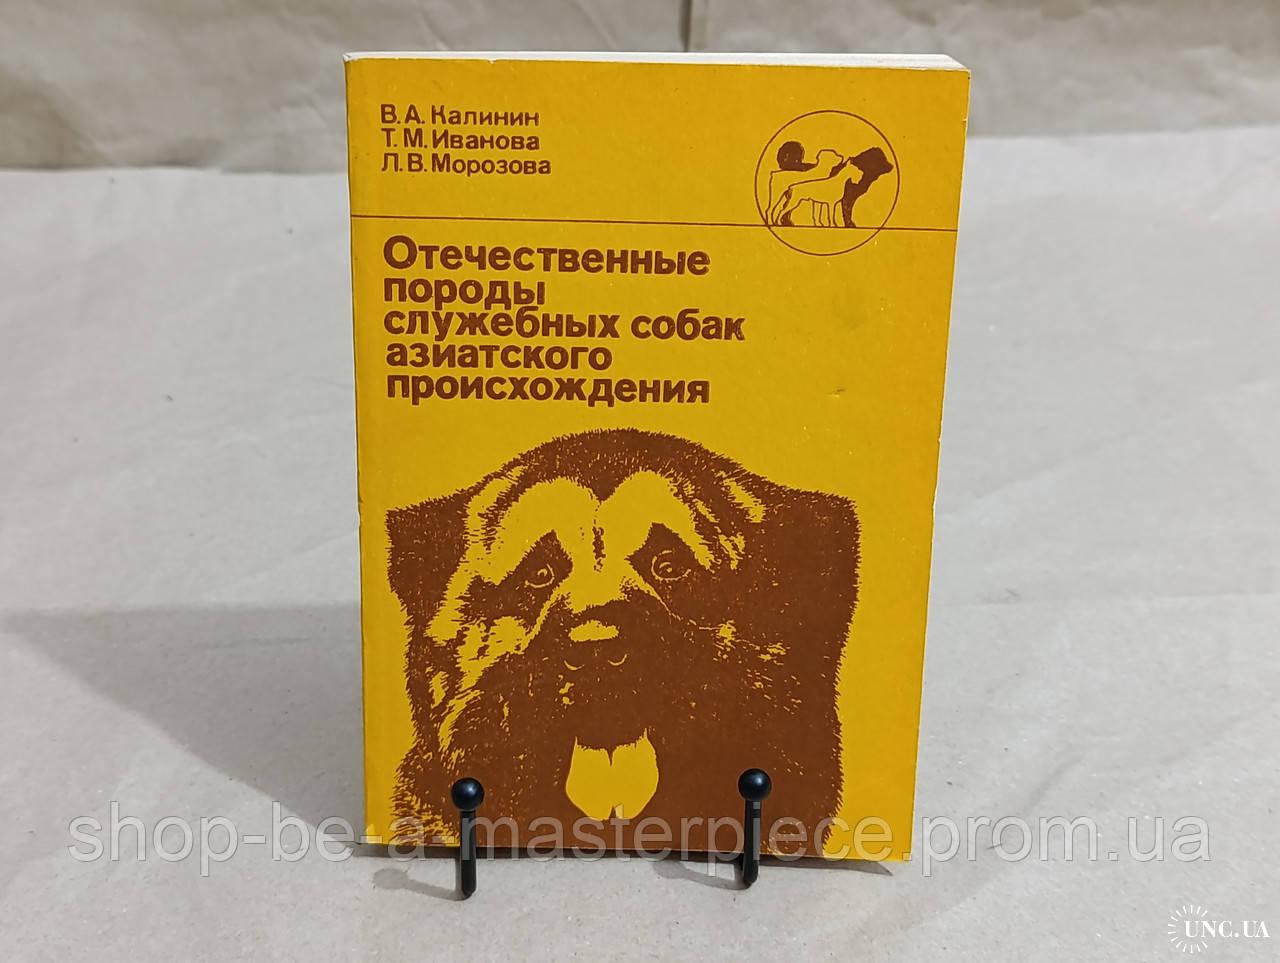 В. А. Калинин
Т. М. Иванова
Л. В. Морозова
Отечественные
породы
служебных собак
азиатского
происхождения
shop-be-a-masterpiece.prom.ua
UNC.UA